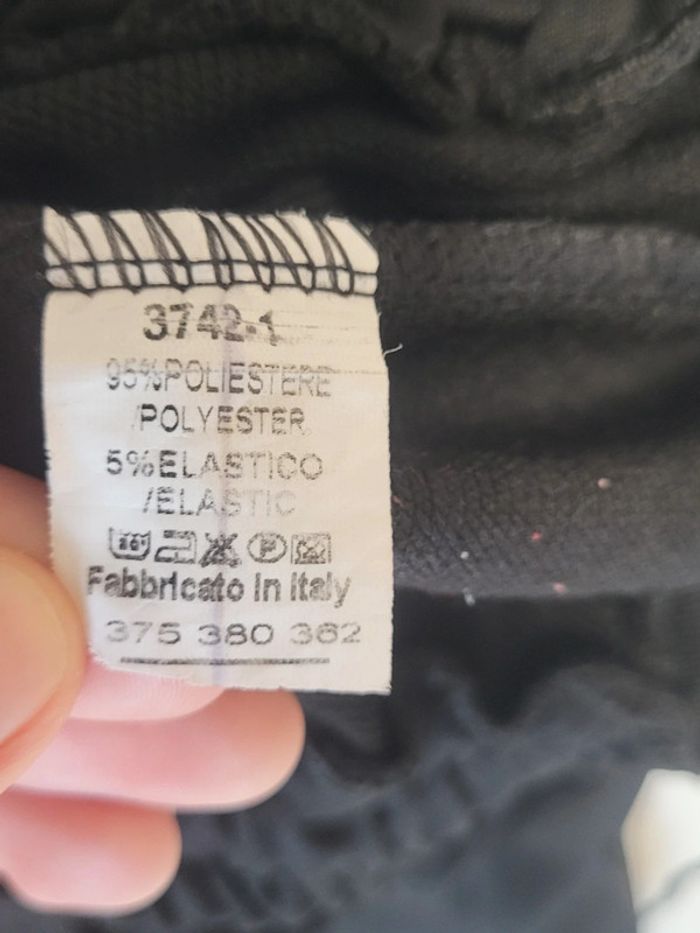 3742-1
95%POLIESTERE
/POLYESTER
5%ELASTICO
/ELASTIC
Fabbricato in Italy
375 380 362